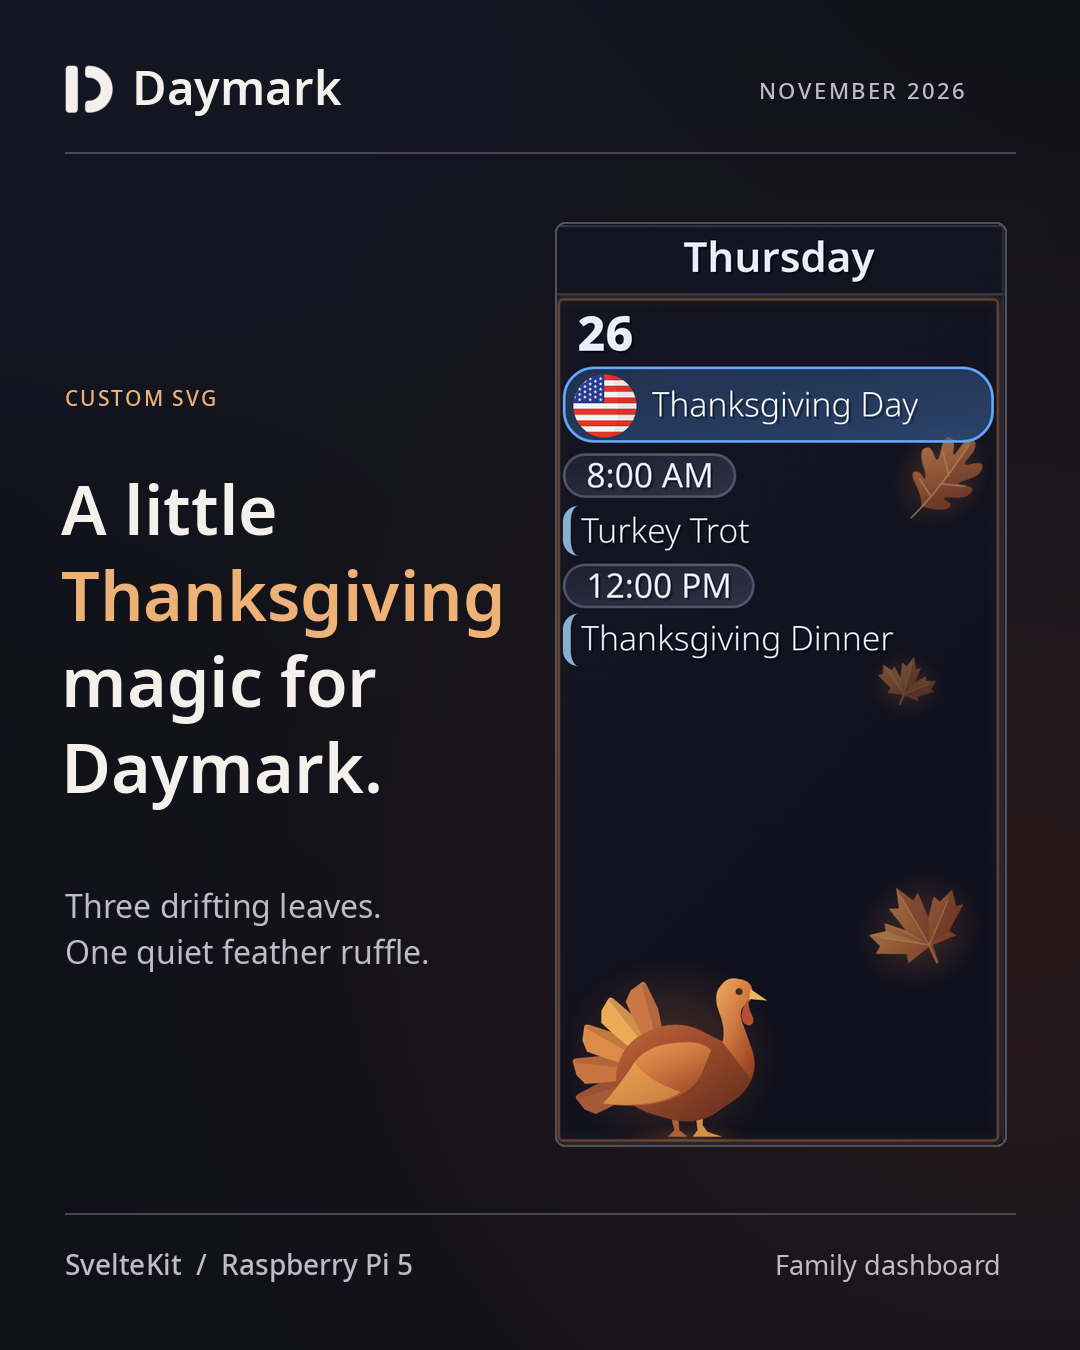 Daymark
NOVEMBER 2026
CUSTOM SVG
A little
Thanksgiving
magic for
Daymark.
Three drifting leaves.
One quiet feather ruffle.
Thursday
26
Thanksgiving Day
8:00 AM
Turkey Trot
12:00 PM
Thanksgiving Dinner
SvelteKit / Raspberry Pi 5
Family dashboard